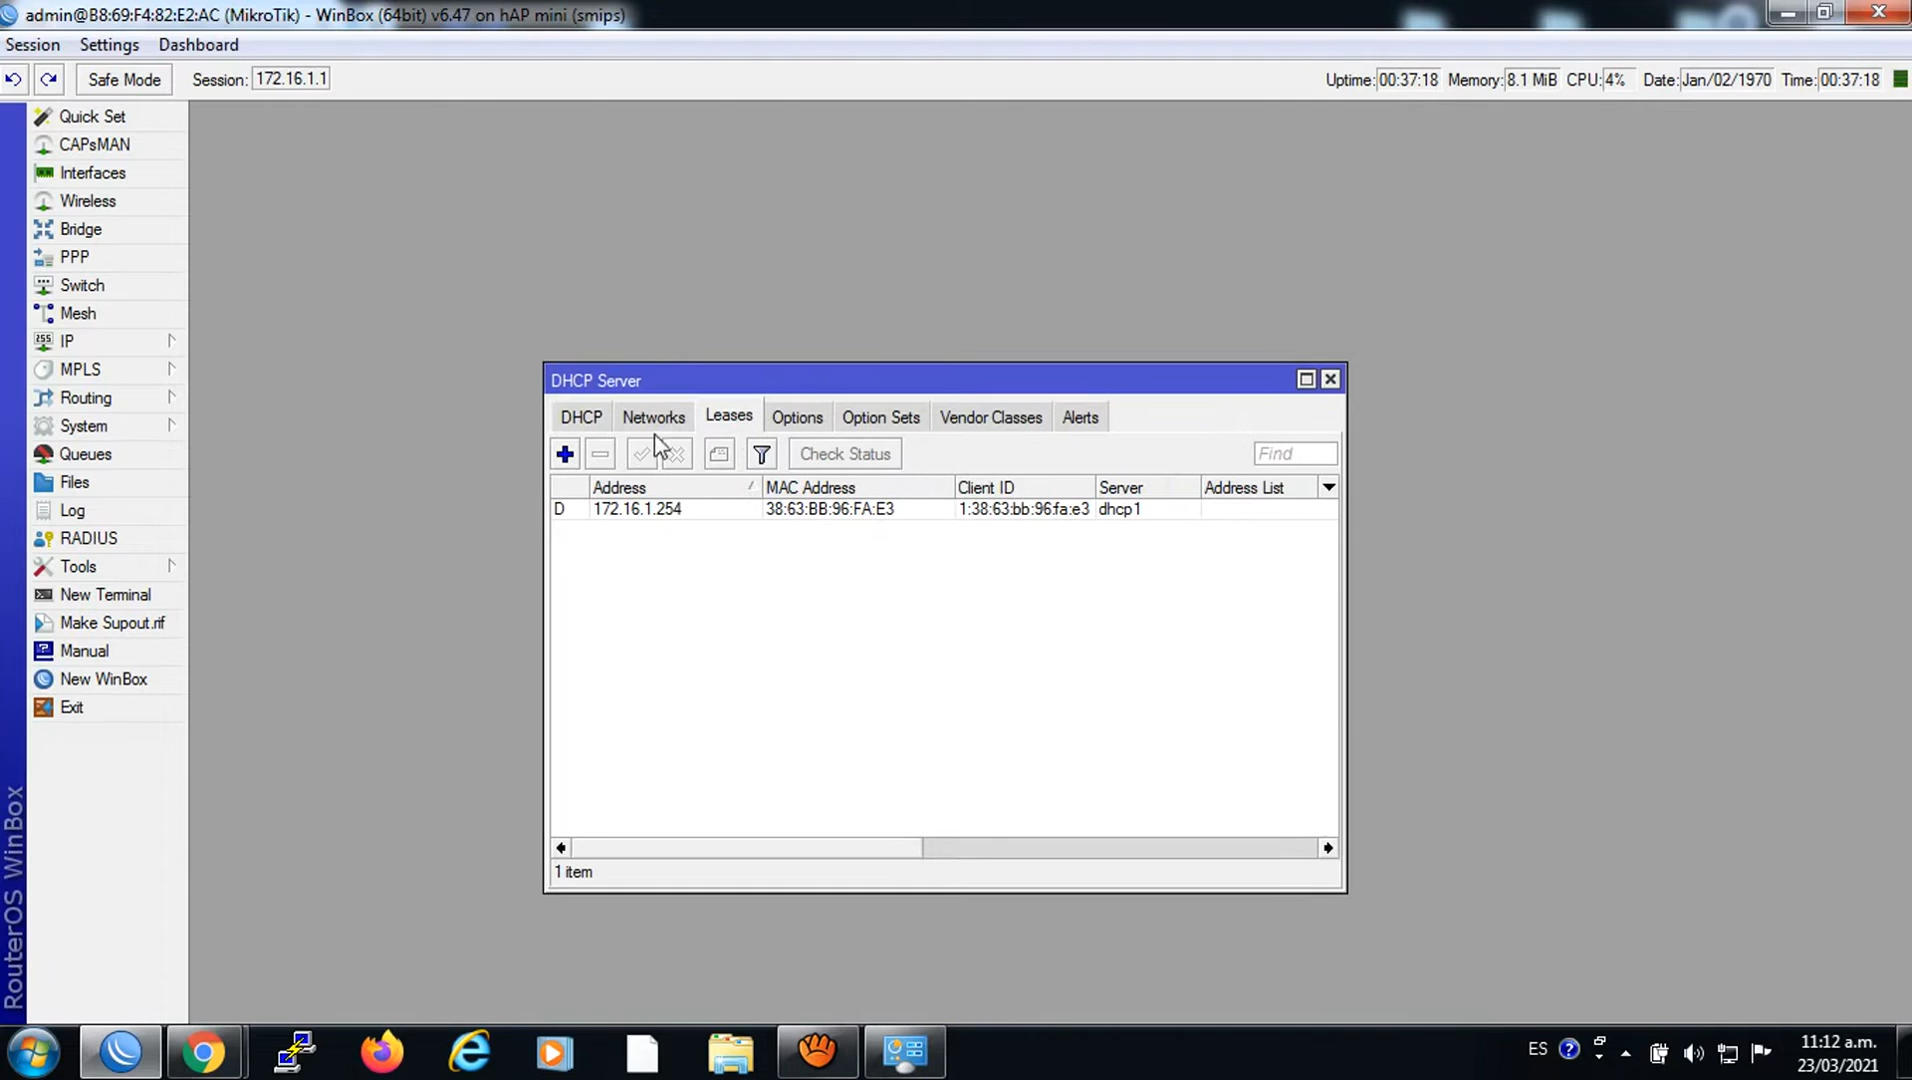 admin@B8:69:F4:82:E2:AC (MikroTik) - WinBox (64bit) v6.47 on hAP mini (smips)
Session Settings Dashboard
Safe Mode Session: 172.16.1.1 Uptime: 00:37:18 Memory: 8.1 MiB CPU: 4% Date: Jan/02/1970 Time: 00:37:18
Quick Set
CAPsMAN
Interfaces
Wireless
Bridge
PPP
Switch
Mesh
IP
MPLS
Routing
System
Queues
Files
Log
RADIUS
Tools
New Terminal
Make Supout.rif
Manual
New WinBox
Exit
RouterOS WinBox
DHCP Server
DHCP Networks Leases Options Option Sets Vendor Classes Alerts
Check Status Find
Address MAC Address Client ID Server Address List
D 172.16.1.254 38:63:BB:96:FA:E3 1:38:63:bb:96:fa:e3 dhcp1
1 item
ES 11:12 a.m.
23/03/2021